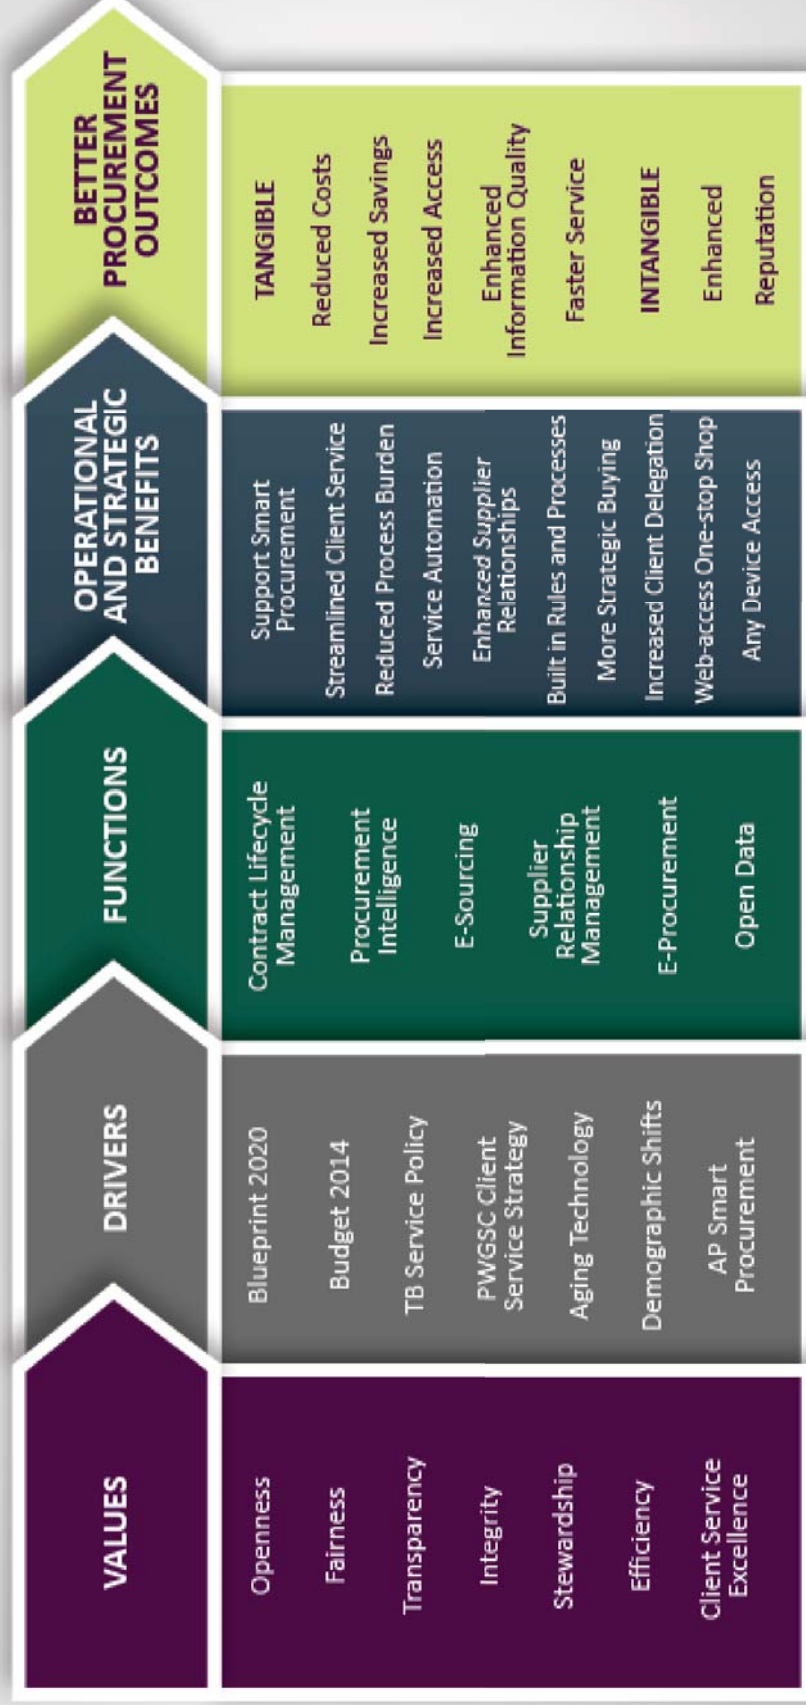 VALUES
Openness
Fairness
Transparency
Integrity
Stewardship
Efficiency
Client Service
Excellence
DRIVERS
Blueprint 2020
Budget 2014
TB Service Policy
PWGSC Client
Service Strategy
Aging Technology
Demographic Shifts
AP Smart
Procurement
FUNCTIONS
Contract Lifecycle
Management
Procurement
Intelligence
E-Sourcing
Supplier
Relationship
Management
E-Procurement
Open Data
OPERATIONAL
AND STRATEGIC
BENEFITS
Support Smart
Procurement
Streamlined Client Service
Reduced Process Burden
Service Automation
Enhanced Supplier
Relationships
Built in Rules and Processes
More Strategic Buying
Increased Client Delegation
Web-access One-stop Shop
Any Device Access
BETTER
PROCUREMENT
OUTCOMES
TANGIBLE
Reduced Costs
Increased Savings
Increased Access
Enhanced
Information Quality
Faster Service
INTANGIBLE
Enhanced
Reputation